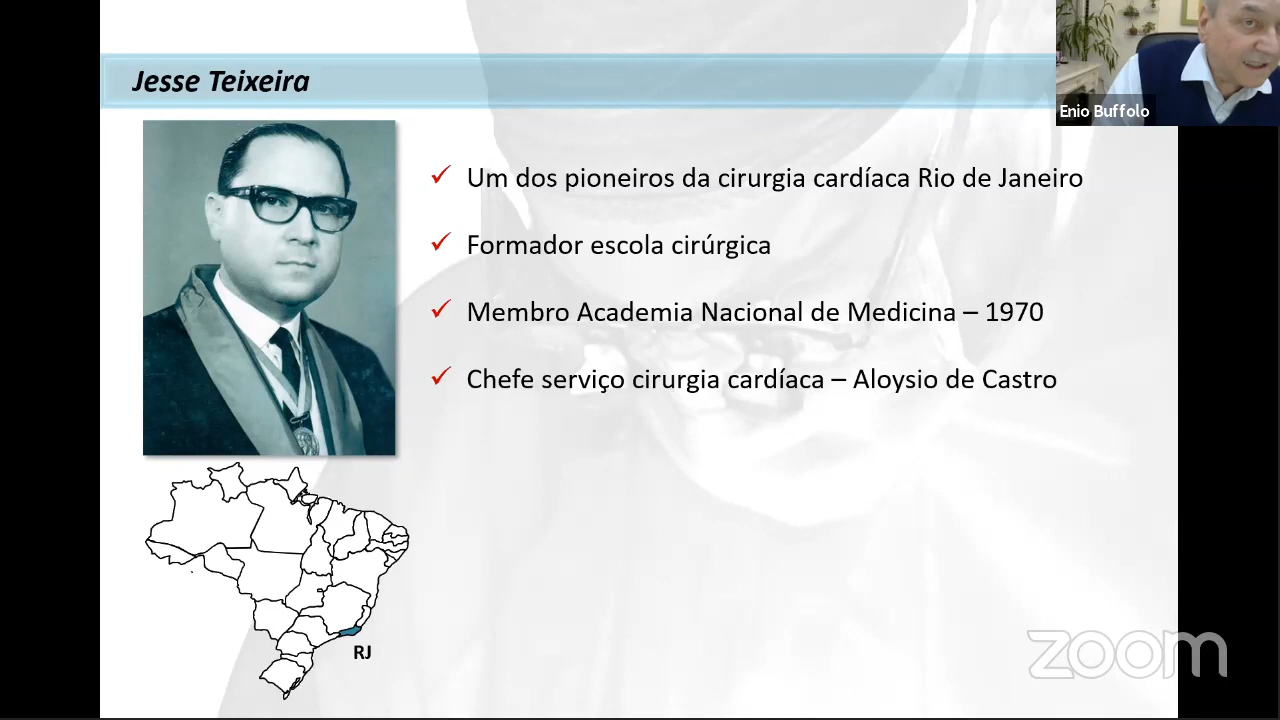 Jesse Teixeira
Enio Buffolo
Um dos pioneiros da cirurgia cardíaca Rio de Janeiro
Formador escola cirúrgica
Membro Academia Nacional de Medicina – 1970
Chefe serviço cirurgia cardíaca – Aloysio de Castro
RJ
zoom